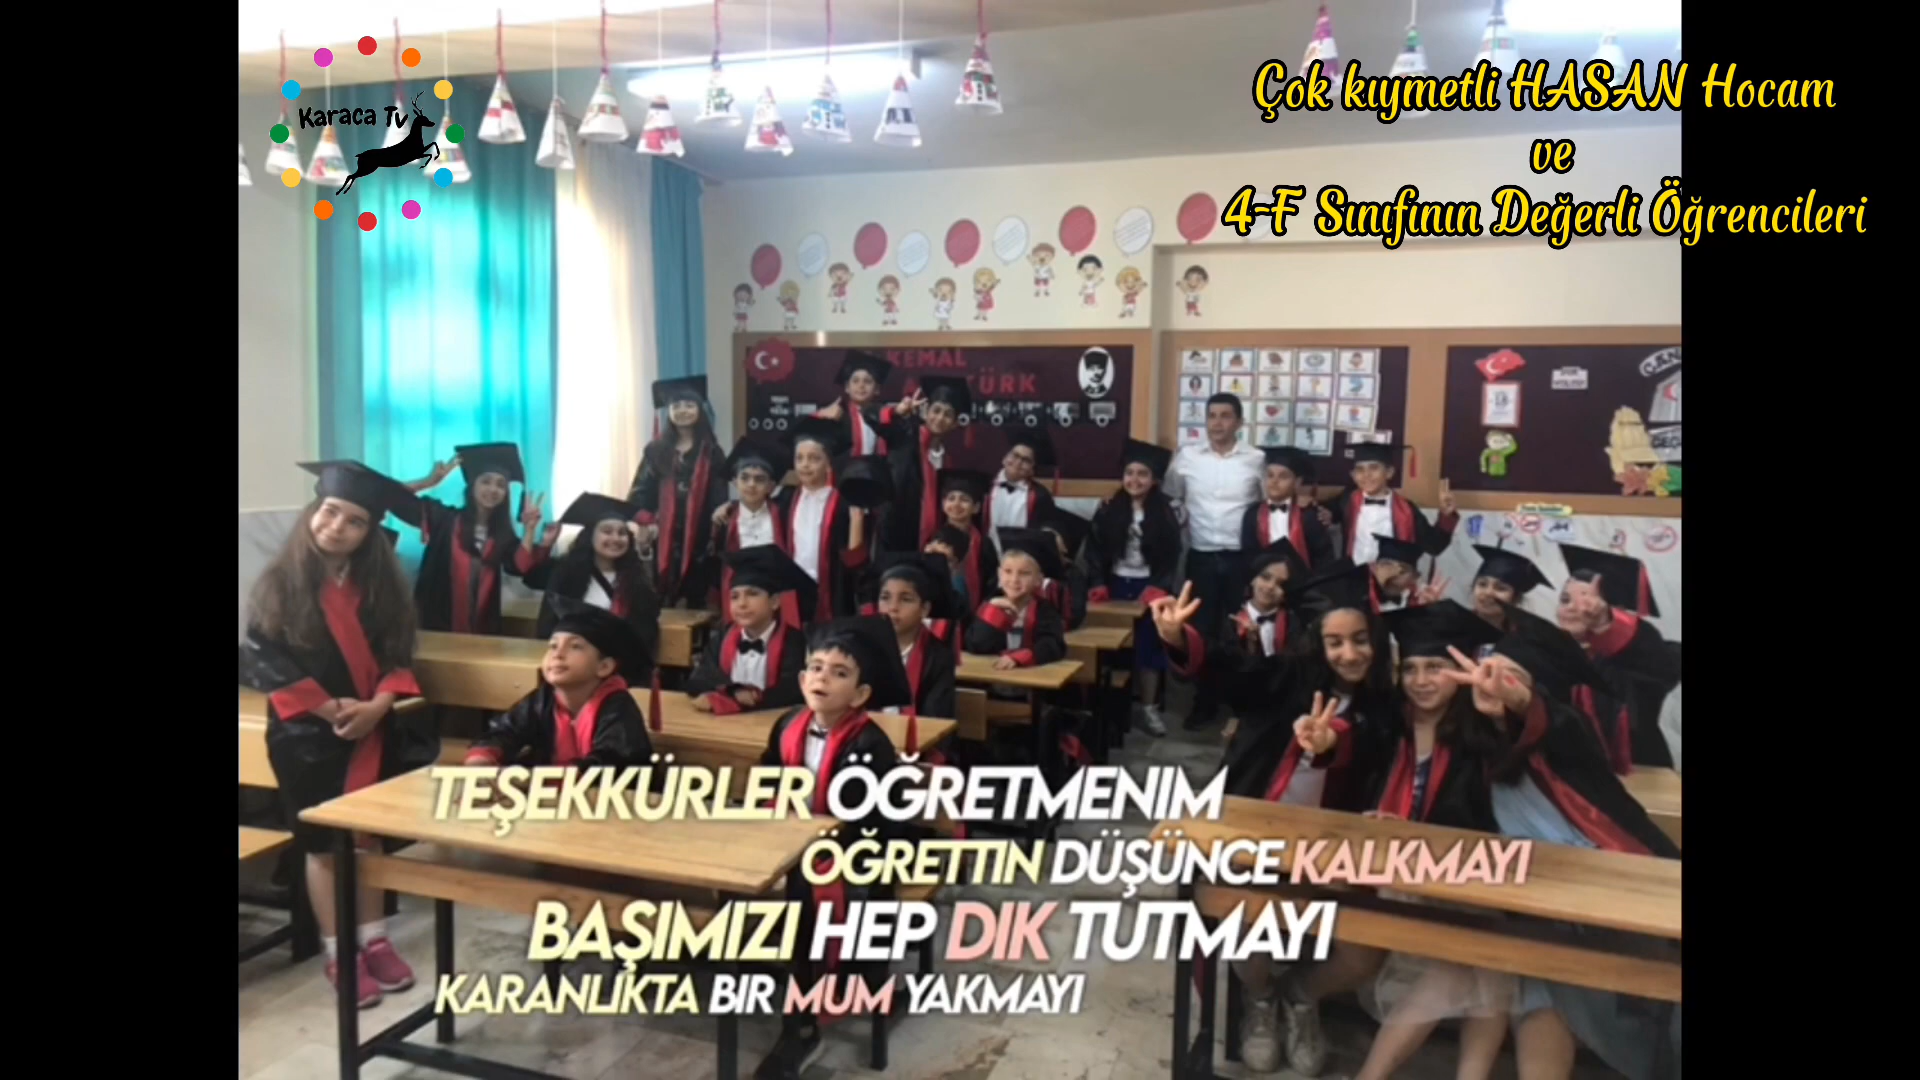 Karaca Tv
Çok kıymetli HASAN Hocam
ve
4-F Sınıfının Değerli Öğrencileri
KEMAL
TEŞEKKÜRLER ÖĞRETMENIM
ÖĞRETTIN DÜŞÜNCE KALKMAYI
BAŞIMIZI HEP DIK TUTMAYI
KARANLIKTA BIR MUM YAKMAYI